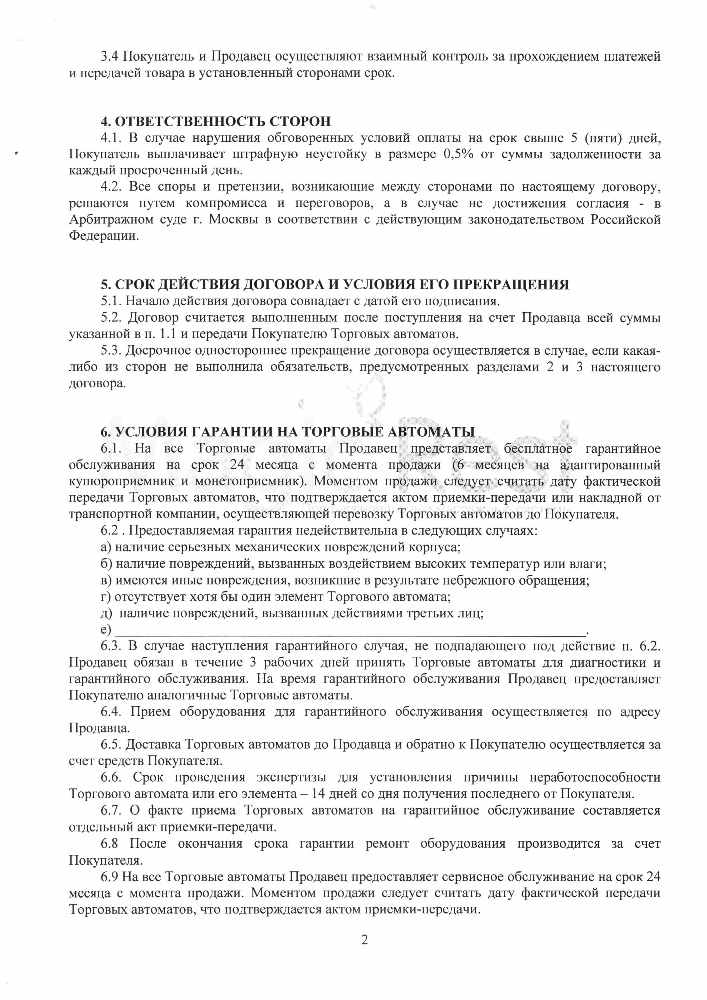 3.4 Покупатель и Продавец осуществляют взаимный контроль за прохождением платежей
и передачей товара в установленный сторонами срок.
4. ОТВЕТСТВЕННОСТЬ СТОРОН
4.1. В случае нарушения обговоренных условий оплаты на срок свыше 5 (пяти) дней,
Покупатель выплачивает штрафную неустойку в размере 0,5% от суммы задолженности за
каждый просроченный день.
4.2. Все споры и претензии, возникающие между сторонами по настоящему договору,
решаются путем компромисса и переговоров, а в случае не достижения согласия - в
Арбитражном суде г. Москвы в соответствии с действующим законодательством Российской
Федерации.
5. СРОК ДЕЙСТВИЯ ДОГОВОРА И УСЛОВИЯ ЕГО ПРЕКРАЩЕНИЯ
5.1. Начало действия договора совпадает с датой его подписания.
5.2. Договор считается выполненным после поступления на счет Продавца всей суммы
указанной в п. 1.1 и передачи Покупателю Торговых автоматов.
5.3. Досрочное одностороннее прекращение договора осуществляется в случае, если какая-
либо из сторон не выполнила обязательств, предусмотренных разделами 2 и 3 настоящего
договора.
Magic Rest
6. УСЛОВИЯ ГАРАНТИИ НА ТОРГОВЫЕ АВТОМАТЫ
6.1. На все Торговые автоматы Продавец представляет бесплатное гарантийное
обслуживания на срок 24 месяца с момента продажи (6 месяцев на адаптированный
купюроприемник и монетоприемник). Моментом продажи следует считать дату фактической
передачи Торговых автоматов, что подтверждается актом приемки-передачи или накладной от
Профессиональные массажные системы
транспортной компании, осуществляющей перевозку Торговых автоматов до Покупателя.
6.2 . Предоставляемая гарантия недействительна в следующих случаях:
а) наличие серьезных механических повреждений корпуса;
б) наличие повреждений, вызванных воздействием высоких температур или влаги;
в) имеются иные повреждения, возникшие в результате небрежного обращения;
г) отсутствует хотя бы один элемент Торгового автомата;
д) наличие повреждений, вызванных действиями третьих лиц;
е) ____________________________________________________________________.
6.3. В случае наступления гарантийного случая, не подпадающего под действие п. 6.2.
Продавец обязан в течение 3 рабочих дней принять Торговые автоматы для диагностики и
гарантийного обслуживания. На время гарантийного обслуживания Продавец предоставляет
Покупателю аналогичные Торговые автоматы.
6.4. Прием оборудования для гарантийного обслуживания осуществляется по адресу
Продавца.
6.5. Доставка Торговых автоматов до Продавца и обратно к Покупателю осуществляется за
счет средств Покупателя.
6.6. Срок проведения экспертизы для установления причины неработоспособности
Торгового автомата или его элемента – 14 дней со дня получения последнего от Покупателя.
6.7. О факте приема Торговых автоматов на гарантийное обслуживание составляется
отдельный акт приемки-передачи.
6.8 После окончания срока гарантии ремонт оборудования производится за счет
Покупателя.
6.9 На все Торговые автоматы Продавец предоставляет сервисное обслуживание на срок 24
месяца с момента продажи. Моментом продажи следует считать дату фактической передачи
Торговых автоматов, что подтверждается актом приемки-передачи.
2